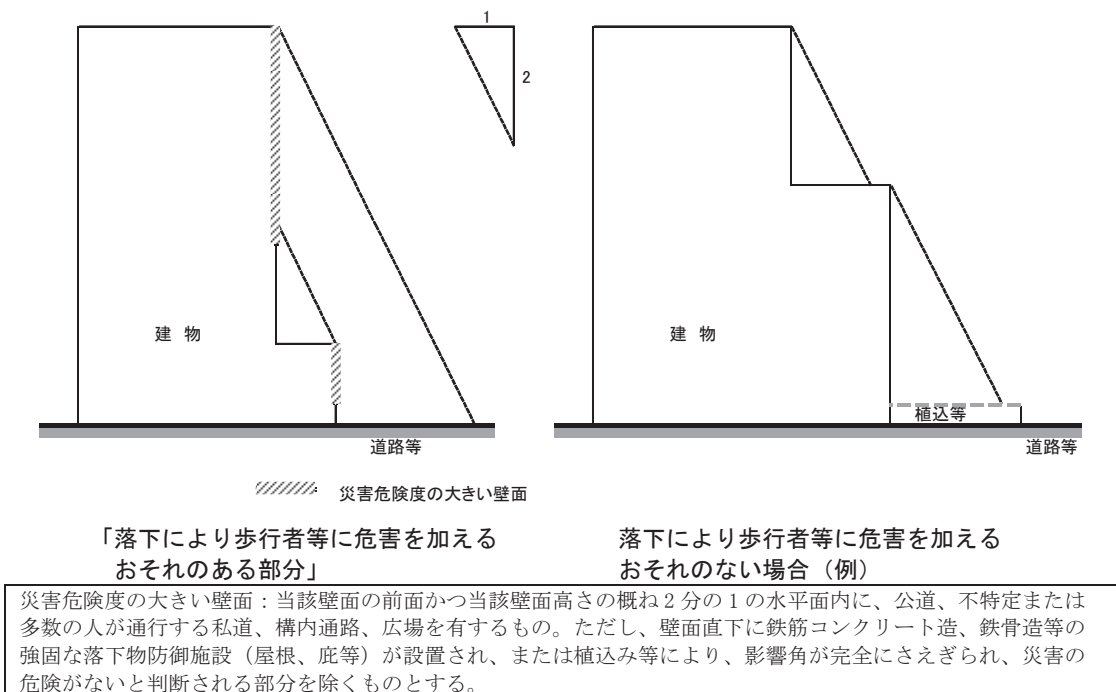 1
2
建 物
道路等
災害危険度の大きい壁面
「落下により歩行者等に危害を加える
おそれのある部分」
建 物
植込等
道路等
落下により歩行者等に危害を加える
おそれのない場合（例）
災害危険度の大きい壁面：当該壁面の前面かつ当該壁面高さの概ね２分の１の水平面内に、公道、不特定または
多数の人が通行する私道、構内通路、広場を有するもの。ただし、壁面直下に鉄筋コンクリート造、鉄骨造等の
強固な落下物防御施設（屋根、庇等）が設置され、または植込み等により、影響角が完全にさえぎられ、災害の
危険がないと判断される部分を除くものとする。